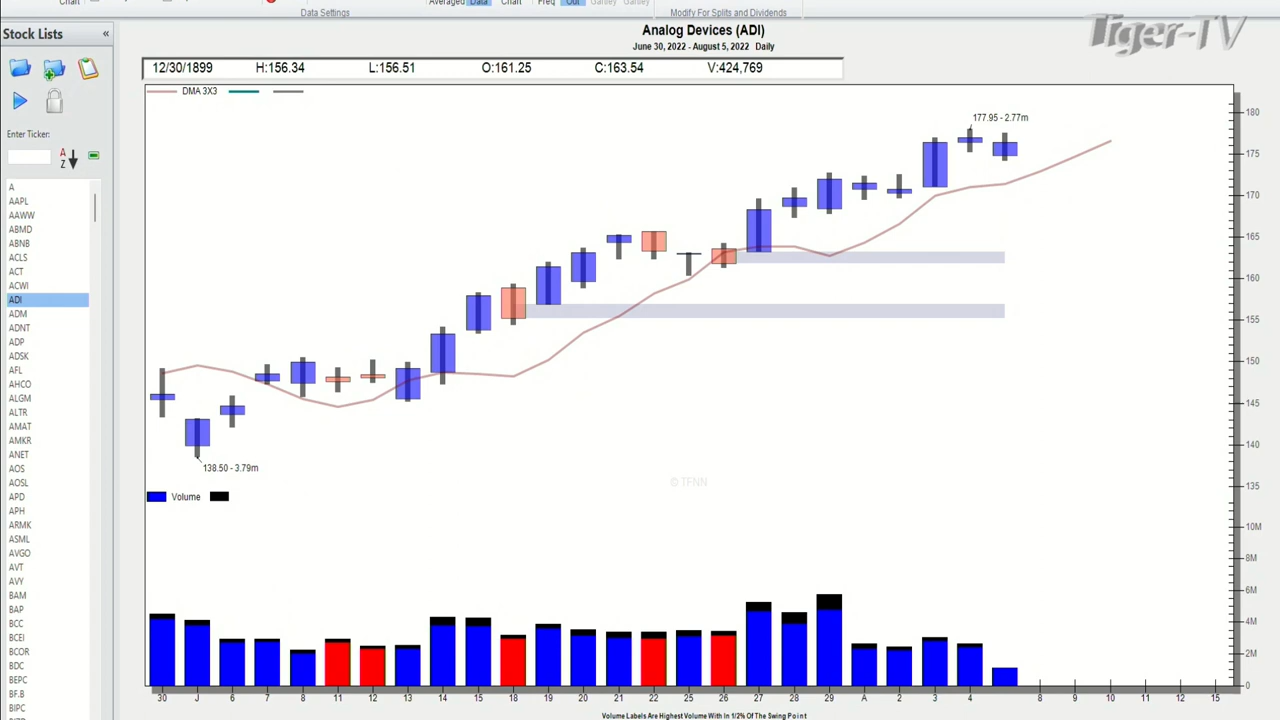 Chart
Averaged Data Chart Freq Out Gartley Gartley
Data Settings
Modify For Splits and Dividends
Tiger-TV
Stock Lists «
Analog Devices (ADI)
June 30, 2022 - August 5, 2022 Daily
12/30/1899 H:156.34 L:156.51 O:161.25 C:163.54 V:424,769
DMA 3X3
Enter Ticker:
A
Z
A
AAPL
AAWW
ABMD
ABNB
ACLS
ACT
ACWI
ADI
ADM
ADNT
ADP
ADSK
AFL
AHCO
ALGM
ALTR
AMAT
AMKR
ANET
AOS
AOSL
APD
APH
ARMK
ASML
AVGO
AVT
AVY
BAM
BAP
BCC
BCEI
BCOR
BDC
BEPC
BF.B
BIPC
177.95 - 2.77m
138.50 - 3.79m
© TFNN
180
175
170
165
160
155
150
145
140
135
Volume
10M
8M
6M
4M
2M
0
30 J 6 7 8 11 12 13 14 15 18 19 20 21 22 25 26 27 28 29 A 2 3 4 8 9 10 11 12 15
Volume Labels Are Highest Volume With In 1/2% Of The Swing Point